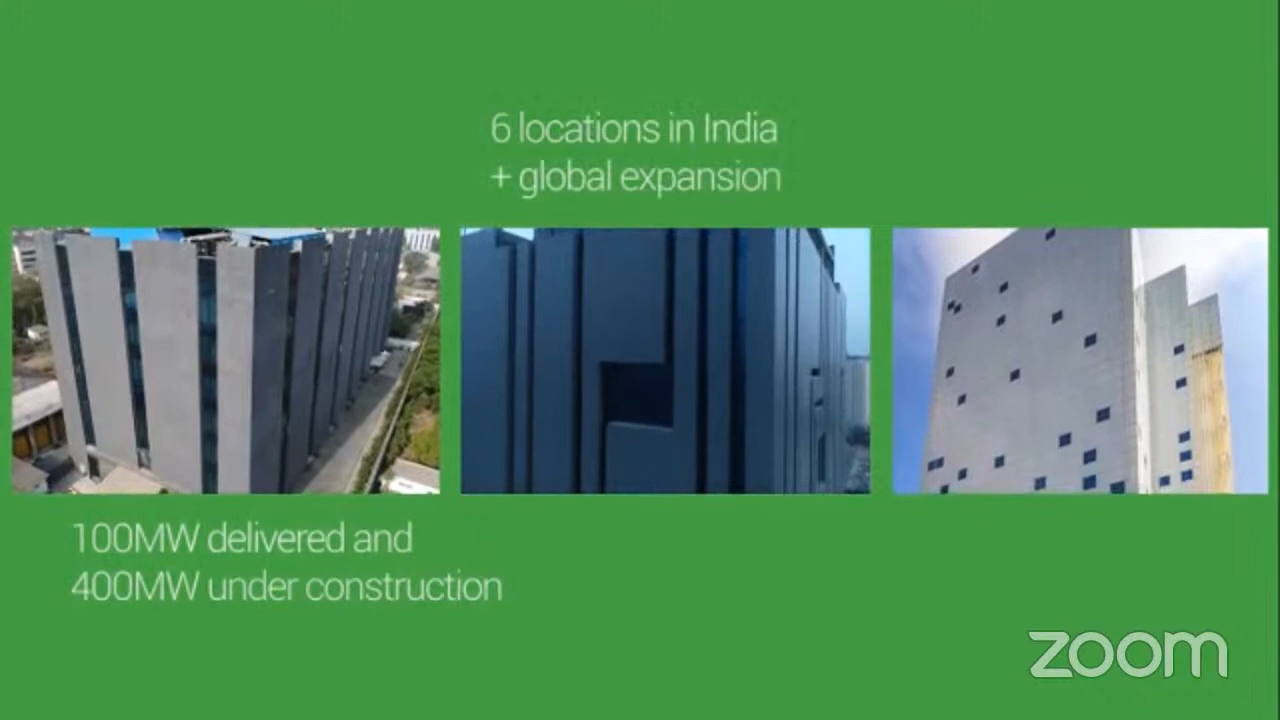 6 locations in India
+ global expansion
100MW delivered and
400MW under construction
zoom